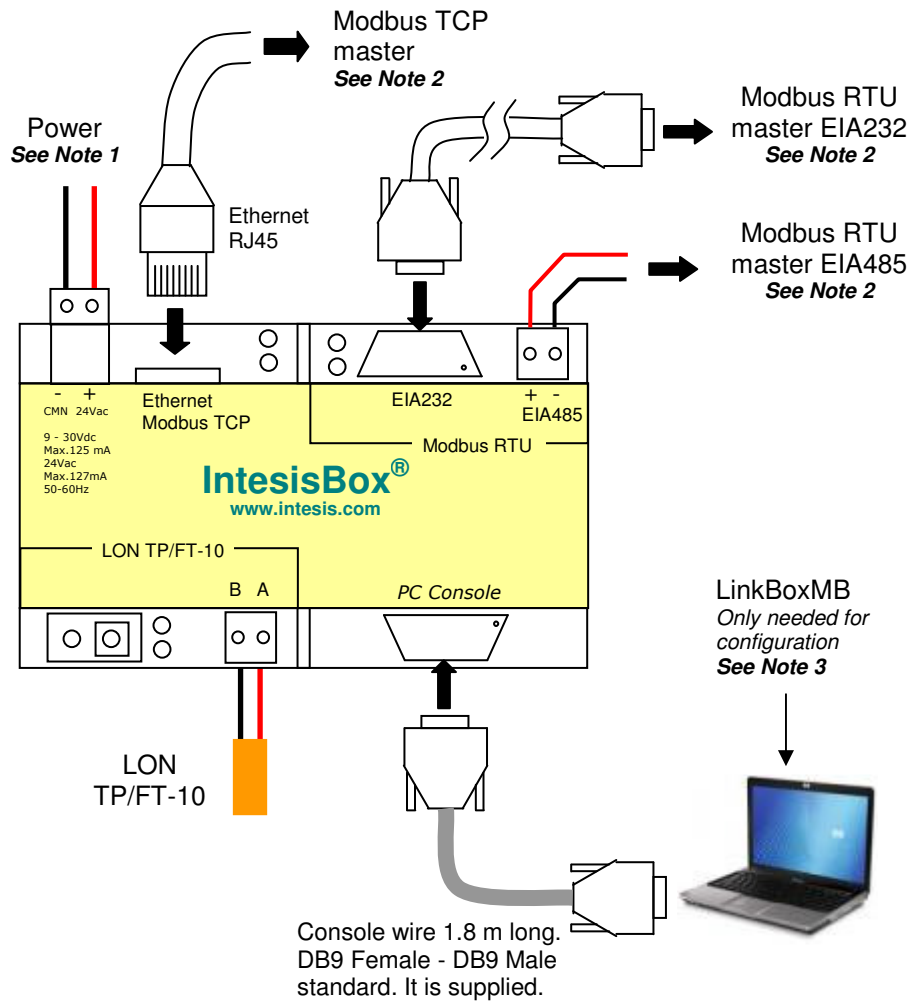 Modbus TCP
master
See Note 2
Power
See Note 1
Modbus RTU
master EIA232
See Note 2
Ethernet
RJ45
Modbus RTU
master EIA485
See Note 2
- +
CMN 24Vac
9 - 30Vdc
Max.125 mA
24Vac
Max.127mA
50-60Hz
Ethernet
Modbus TCP
EIA232
+ -
EIA485
Modbus RTU
IntesisBox®
www.intesis.com
LON TP/FT-10
B A
PC Console
LinkBoxMB
Only needed for
configuration
See Note 3
LON
TP/FT-10
Console wire 1.8 m long.
DB9 Female - DB9 Male
standard. It is supplied.